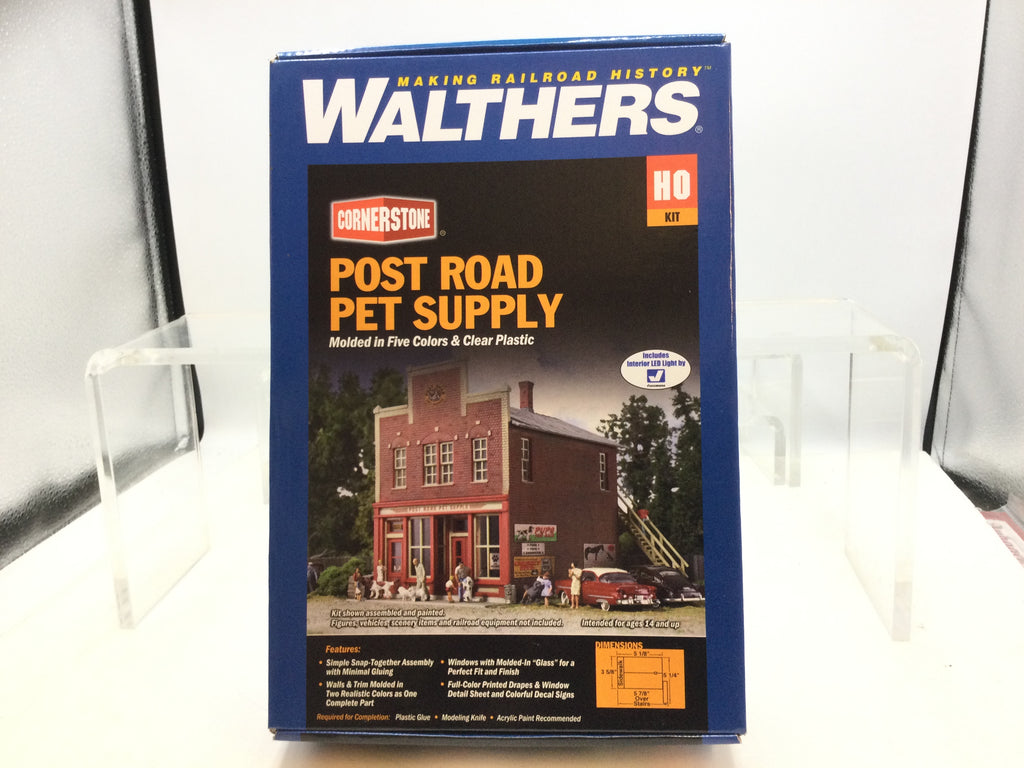 MAKING RAILROAD HISTORY™
WALTHERS®
HO
KIT
CORNERSTONE®
POST ROAD
PET SUPPLY
Molded in Five Colors & Clear Plastic
Includes
Interior LED Light by
POST ROAD PET SUPPLY
PUPS
Kit shown assembled and painted.
Figures, vehicles, scenery items and railroad equipment not included.
Intended for ages 14 and up
Features:
• Simple Snap-Together Assembly
with Minimal Gluing
• Walls & Trim Molded in
Two Realistic Colors as One
Complete Part
• Windows with Molded-In "Glass" for a
Perfect Fit and Finish
• Full-Color Printed Drapes & Window
Detail Sheet and Colorful Decal Signs
DIMENSIONS
5 1/8"
3 5/8"
Sidewalk
5 1/4"
5 7/8"
Over
Stairs
Required for Completion: Plastic Glue • Modeling Knife • Acrylic Paint Recommended